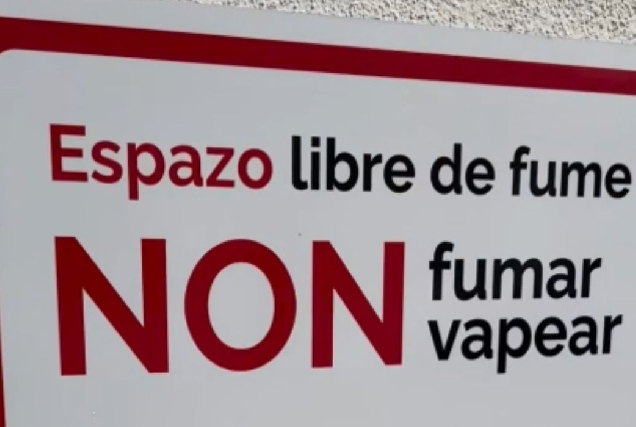 Espazo libre de fume
NON fumar
vapear